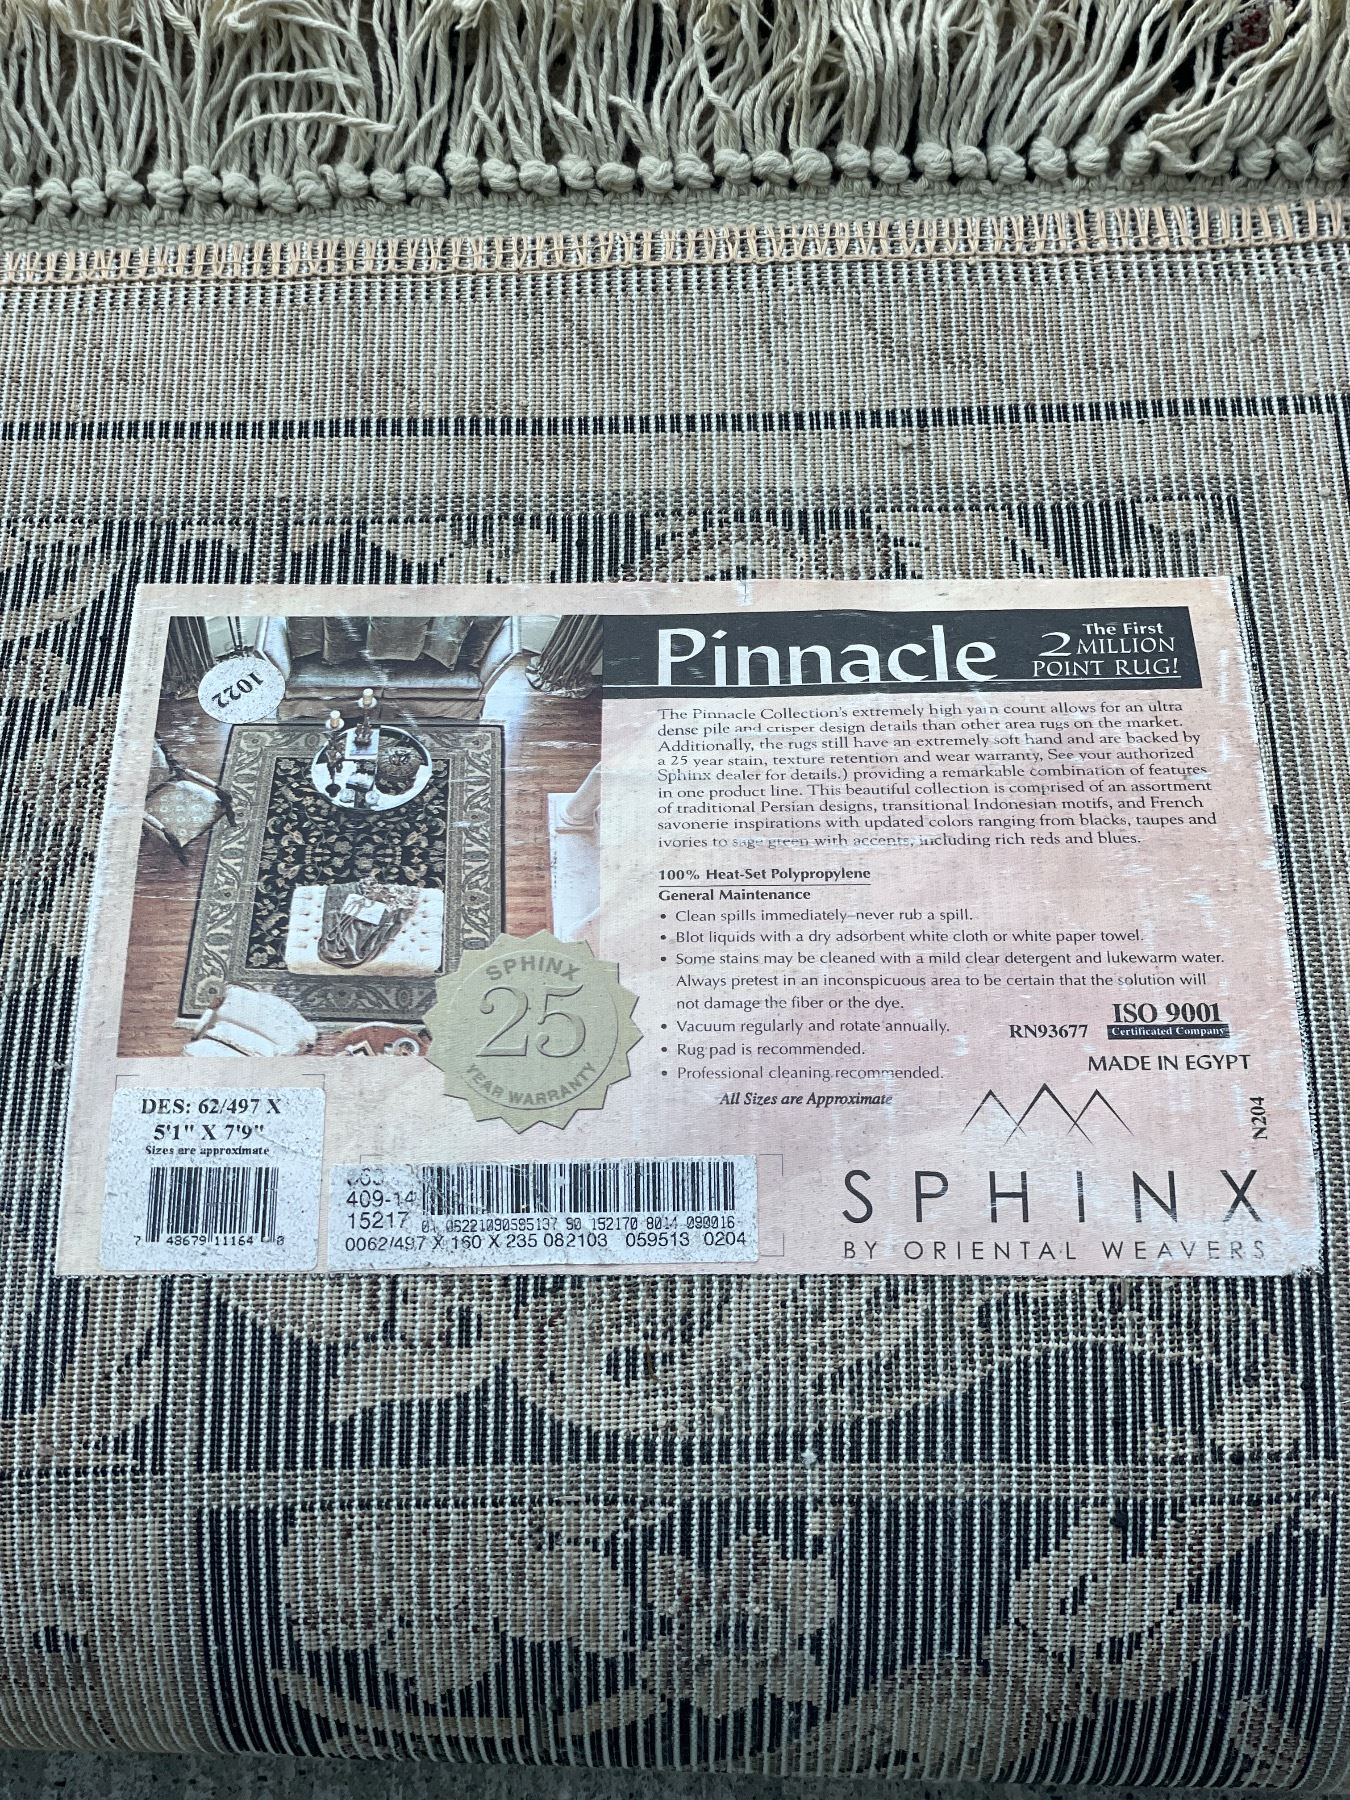 Pinnacle
The First
2 MILLION
POINT RUG!
1022
The Pinnacle Collection's extremely high yarn count allows for an ultra
dense pile and crisper design details than other area rugs on the market.
Additionally, the rugs still have an extremely soft hand and are backed by
a 25 year stain, texture retention and wear warranty, See your authorized
Sphinx dealer for details.) providing a remarkable combination of features
in one product line. This beautiful collection is comprised of an assortment
of traditional Persian designs, transitional Indonesian motifs, and French
savonerie inspirations with updated colors ranging from blacks, taupes and
ivories to sage green with accents, including rich reds and blues.
100% Heat-Set Polypropylene
General Maintenance
• Clean spills immediately–never rub a spill.
• Blot liquids with a dry adsorbent white cloth or white paper towel.
• Some stains may be cleaned with a mild clear detergent and lukewarm water.
Always pretest in an inconspicuous area to be certain that the solution will
not damage the fiber or the dye.
• Vacuum regularly and rotate annually.
• Rug pad is recommended.
• Professional cleaning recommended.
All Sizes are Approximate
RN93677
ISO 9001
Certificated Company
MADE IN EGYPT
N204
SPHINX
25
YEAR WARRANTY
DES: 62/497 X
5'1" X 7'9"
Sizes are approximate
7 48679 11164
409-14
15217
01 06221090595137 90 152170 8014 090016
0062/497 X 160 X 235 082103 059513 0204
SPHINX
BY ORIENTAL WEAVERS